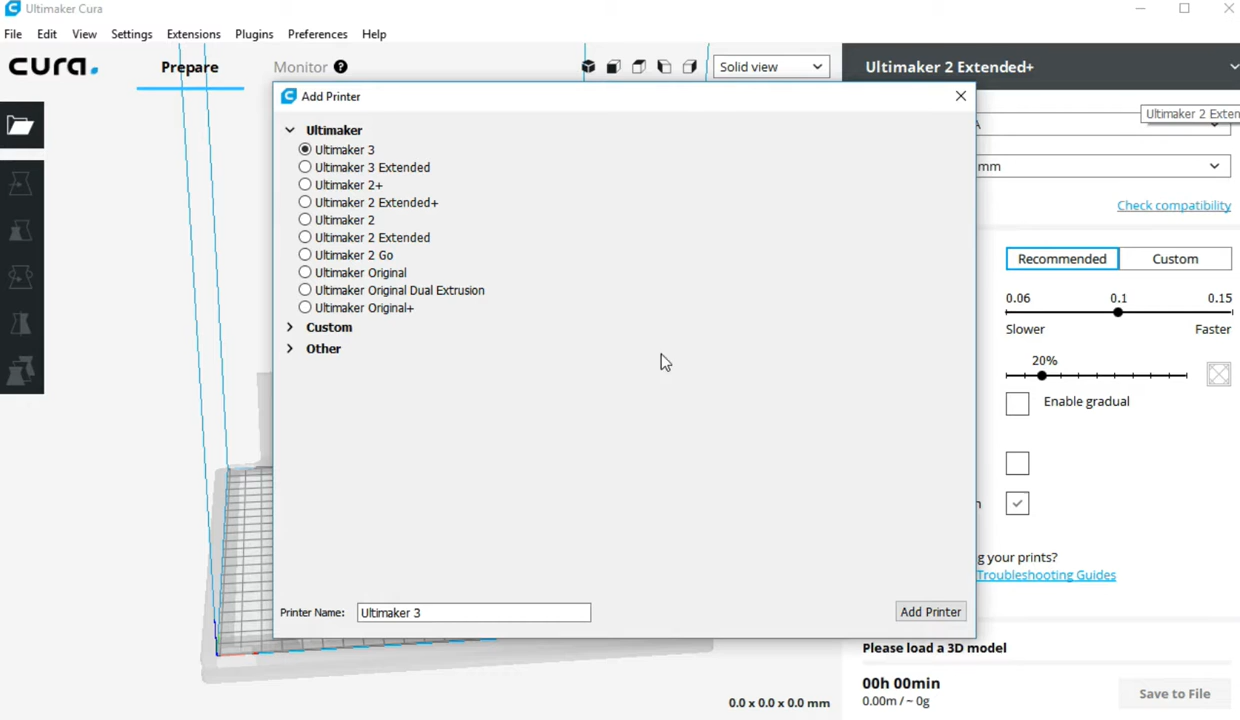 Ultimaker Cura
File Edit View Settings Extensions Plugins Preferences Help
cura.
Prepare
Monitor ?
Solid view
Ultimaker 2 Extended+
Add Printer
Ultimaker
Ultimaker 3
Ultimaker 3 Extended
Ultimaker 2+
Ultimaker 2 Extended+
Ultimaker 2
Ultimaker 2 Extended
Ultimaker 2 Go
Ultimaker Original
Ultimaker Original Dual Extrusion
Ultimaker Original+
Custom
Other
Printer Name: Ultimaker 3
Add Printer
Ultimaker 2 Exten
mm
Check compatibility
Recommended Custom
0.06 0.1 0.15
Slower Faster
20%
Enable gradual
g your prints?
Troubleshooting Guides
Please load a 3D model
00h 00min
0.00m / ~ 0g
Save to File
0.0 x 0.0 x 0.0 mm